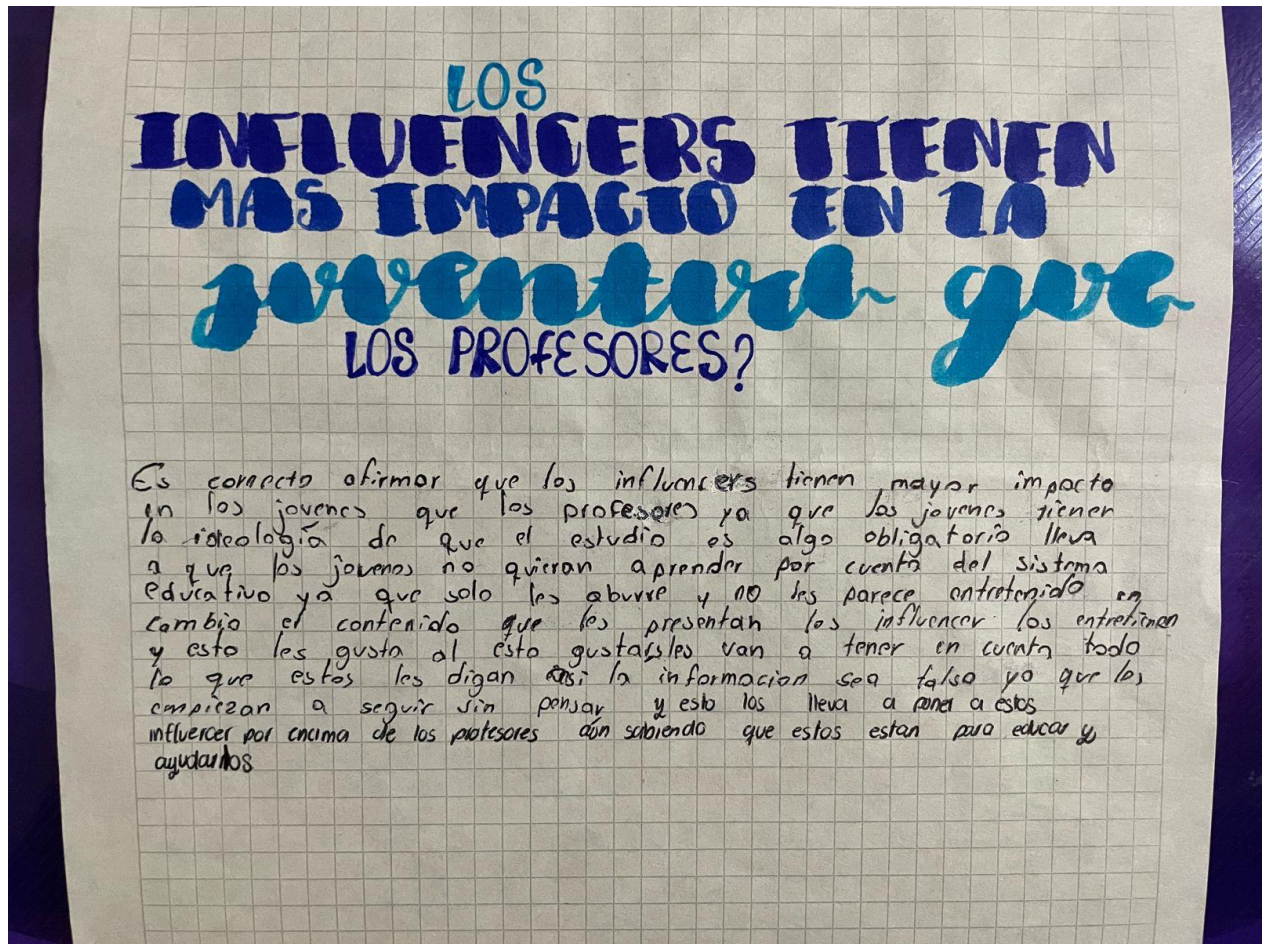 LOS
INFLUENCERS TIENEN
MAS IMPACTO EN LA
juventud que
LOS PROFESORES?
Es correcto afirmar que los influencers tienen mayor impacto
en los jovenes que los profesores ya que los jovenes tienen
la ideología de que el estudio es algo obligatorio lleva
a que los jovenes no quieran aprender por cuenta del sistema
educativo ya que solo les aburre y no les parece entretenido en
cambio el contenido que les presentan los influencer los entretienen
y esto les gusta al esto gustarles van a tener en cuenta todo
lo que estos les digan asi la informacion sea falsa ya que los
empiezan a seguir sin pensar y esto los lleva a poner a estos
influencer por encima de los profesores aún sabiendo que estos estan para educar y
ayudarlos